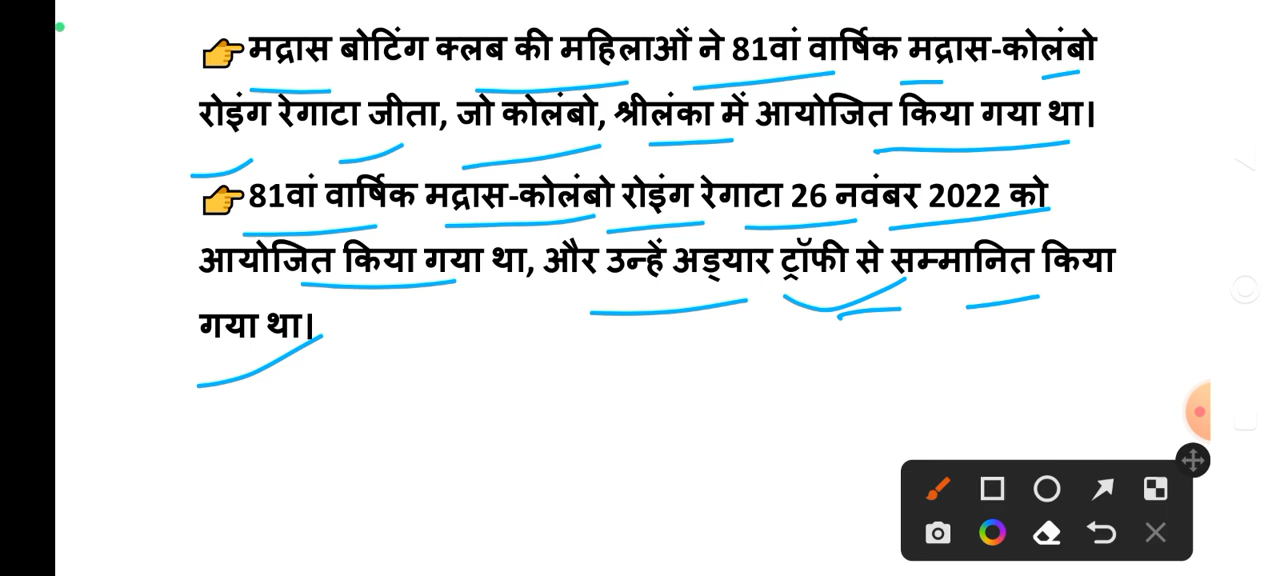 👉मद्रास बोटिंग क्लब की महिलाओं ने 81वां वार्षिक मद्रास-कोलंबो
रोइंग रेगाटा जीता, जो कोलंबो, श्रीलंका में आयोजित किया गया था।
👉81वां वार्षिक मद्रास-कोलंबो रोइंग रेगाटा 26 नवंबर 2022 को
आयोजित किया गया था, और उन्हें अड्यार ट्रॉफी से सम्मानित किया
गया था।